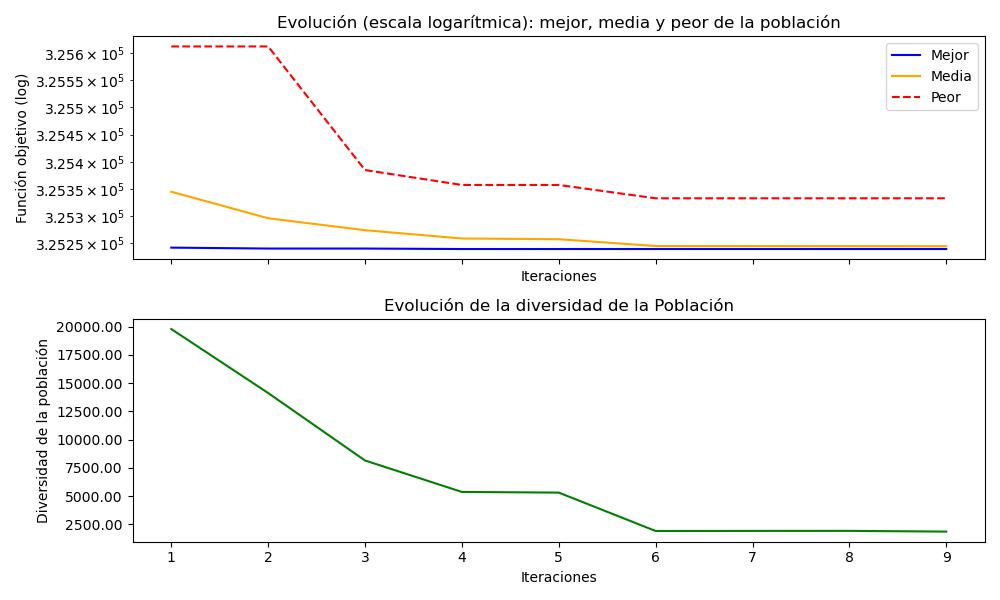 Evolución (escala logarítmica): mejor, media y peor de la población
Función objetivo (log)
3.256 × 10⁵
3.2555 × 10⁵
3.255 × 10⁵
3.2545 × 10⁵
3.254 × 10⁵
3.2535 × 10⁵
3.253 × 10⁵
3.2525 × 10⁵
Mejor
Media
Peor
Iteraciones
Evolución de la diversidad de la Población
Diversidad de la población
20000.00
17500.00
15000.00
12500.00
10000.00
7500.00
5000.00
2500.00
1 2 3 4 5 6 7 8 9
Iteraciones